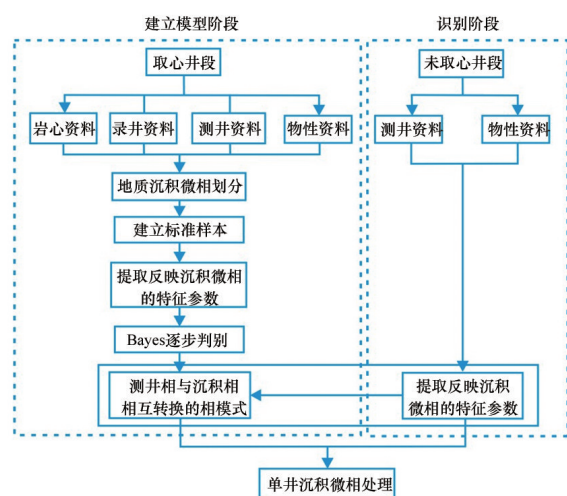 建立模型阶段
识别阶段
取心井段
未取心井段
岩心资料
录井资料
测井资料
物性资料
测井资料
物性资料
地质沉积微相划分
建立标准样本
提取反映沉积微相
的特征参数
Bayes逐步判别
测井相与沉积相
相互转换的相模式
提取反映沉积
微相的特征参数
单井沉积微相处理